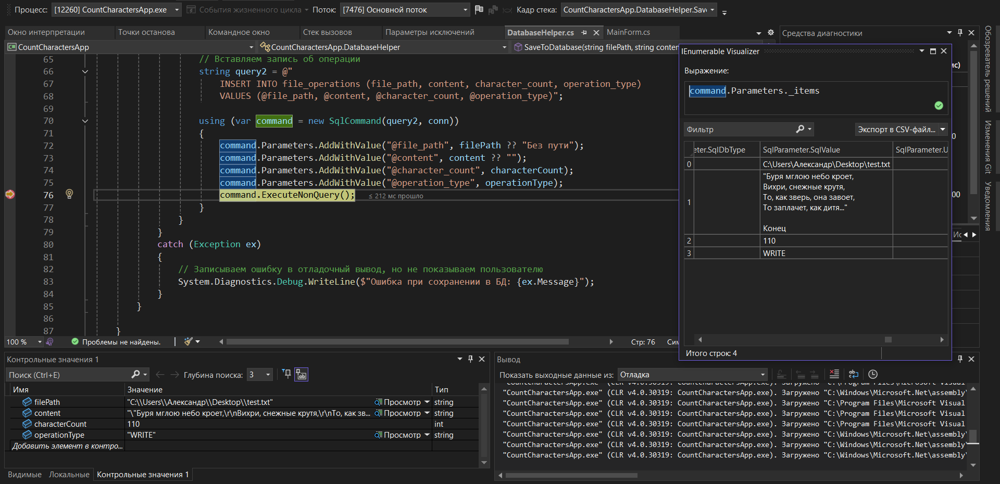 Процесс: [12260] CountCharactersApp.exe События жизненного цикла Поток: [7476] Основной поток Кадр стека: CountCharactersApp.DatabaseHelper.Save
Окно интерпретации Точки останова Командное окно Стек вызовов Параметры исключений DatabaseHelper.cs MainForm.cs
C# CountCharactersApp CountCharactersApp.DatabaseHelper SaveToDatabase(string filePath, string conten
65 // Вставляем запись об операции
66 string query2 = @"
67 INSERT INTO file_operations (file_path, content, character_count, operation_type)
68 VALUES (@file_path, @content, @character_count, @operation_type)";
69
70 using (var command = new SqlCommand(query2, conn))
71 {
72 command.Parameters.AddWithValue("@file_path", filePath ?? "Без пути");
73 command.Parameters.AddWithValue("@content", content ?? "");
74 command.Parameters.AddWithValue("@character_count", characterCount);
75 command.Parameters.AddWithValue("@operation_type", operationType);
76 command.ExecuteNonQuery(); ≤ 212 мс прошло
77 }
78 }
79 }
80 catch (Exception ex)
81 {
82 // Записываем ошибку в отладочный вывод, но не показываем пользователю
83 System.Diagnostics.Debug.WriteLine($"Ошибка при сохранении в БД: {ex.Message}");
84 }
85 }
86
87 }
100 % Проблемы не найдены. Стр: 76 Сим
Средства диагностики
IEnumerable Visualizer
Выражение:
command.Parameters._items
Фильтр Экспорт в CSV-файл...
eter.SqlDbType SqlParameter.SqlValue SqlParameter.U
0 C:\Users\Александр\Desktop\test.txt
1 "Буря мглою небо кроет,
Вихри, снежные крутя,
То, как зверь, она завоет,
То заплачет, как дитя..."
Конец
2 110
3 WRITE
Итого строк: 4
мс)
0
00
Ис
Обозреватель решений
Изменения Git
Уведомления
Контрольные значения 1
Поиск (Ctrl+E) Глубина поиска: 3
Имя Значение Тип
filePath "C:\\Users\\Александр\\Desktop\\test.txt" Просмотр string
content "\"Буря мглою небо кроет,\r\nВихри, снежные крутя,\r\nТо, как зв... Просмотр string
characterCount 110 int
operationType "WRITE" Просмотр string
Добавить элемент в контро...
Видимые Локальные Контрольные значения 1
Вывод
Показать выходные данные из: Отладка
"CountCharactersApp.exe" (CLR v4.0.30319: CountCharactersApp.exe). Загружено "C:\Program Files\Microsoft Visual
"CountCharactersApp.exe" (CLR v4.0.30319: CountCharactersApp.exe). Загружено "C:\Windows\Microsoft.Net\assembly\
"CountCharactersApp.exe" (CLR v4.0.30319: CountCharactersApp.exe). Загружено "C:\Program Files\Microsoft Visual
"CountCharactersApp.exe" (CLR v4.0.30319: CountCharactersApp.exe). Загружено "C:\Program Files\Microsoft Visual
"CountCharactersApp.exe" (CLR v4.0.30319: CountCharactersApp.exe). Загружено "C:\Program Files\Microsoft Visual
"CountCharactersApp.exe" (CLR v4.0.30319: CountCharactersApp.exe). Загружено "C:\Windows\Microsoft.Net\assembly\
"CountCharactersApp.exe" (CLR v4.0.30319: CountCharactersApp.exe). Загружено "C:\Windows\Microsoft.Net\assembly\
"CountCharactersApp.exe" (CLR v4.0.30319: CountCharactersApp.exe). Загружено "C:\Windows\Microsoft.Net\assembly\